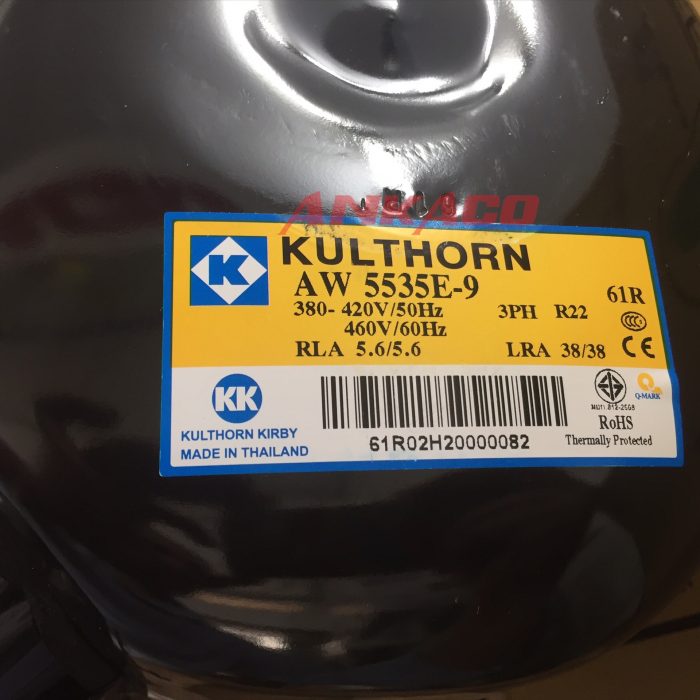 ANKACO
K
KULTHORN
AW 5535E-9
61R
380- 420V/50Hz 3PH R22
460V/60Hz
RLA 5.6/5.6 LRA 38/38 CE
KK
KULTHORN KIRBY
MADE IN THAILAND
61R02H20000082
Q-MARK
RoHS
Thermally Protected